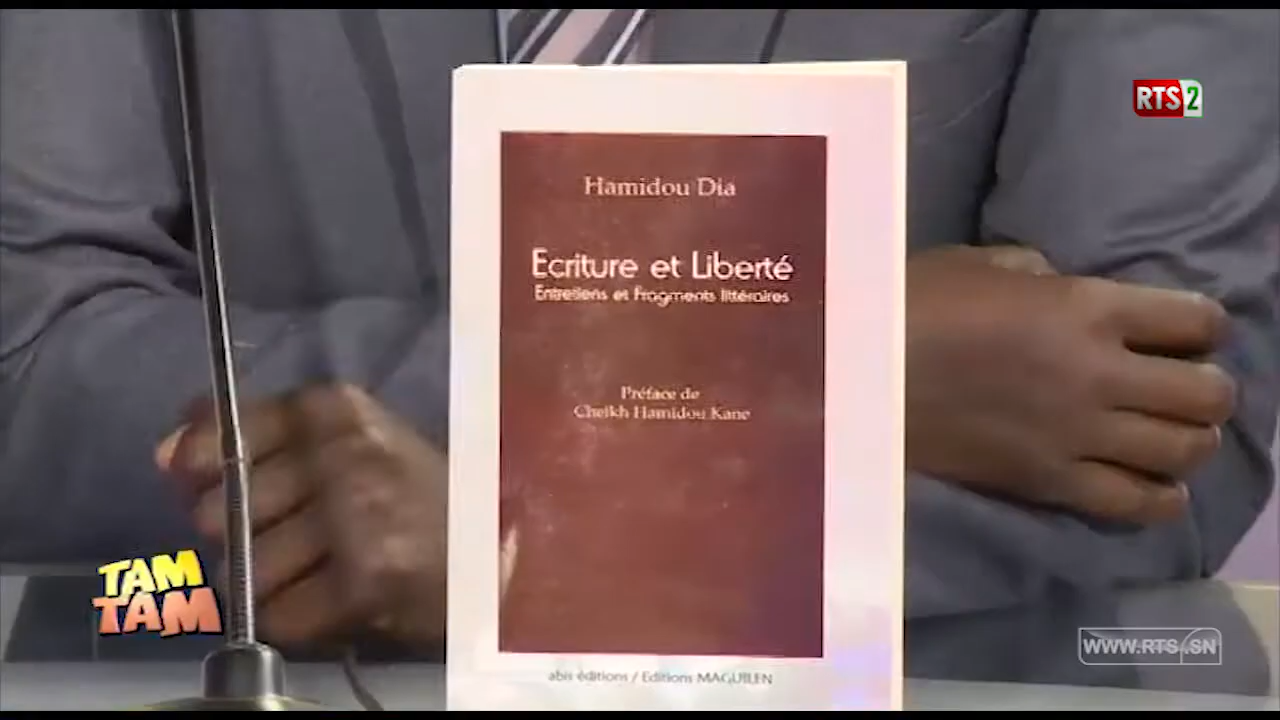 RTS2
Hamidou Dia
Ecriture et Liberté
Entretiens et Fragments littéraires
Préface de
Cheikh Hamidou Kane
TAM
TAM
WWW.RTS.SN
abis éditions / Editions MAGUILEN